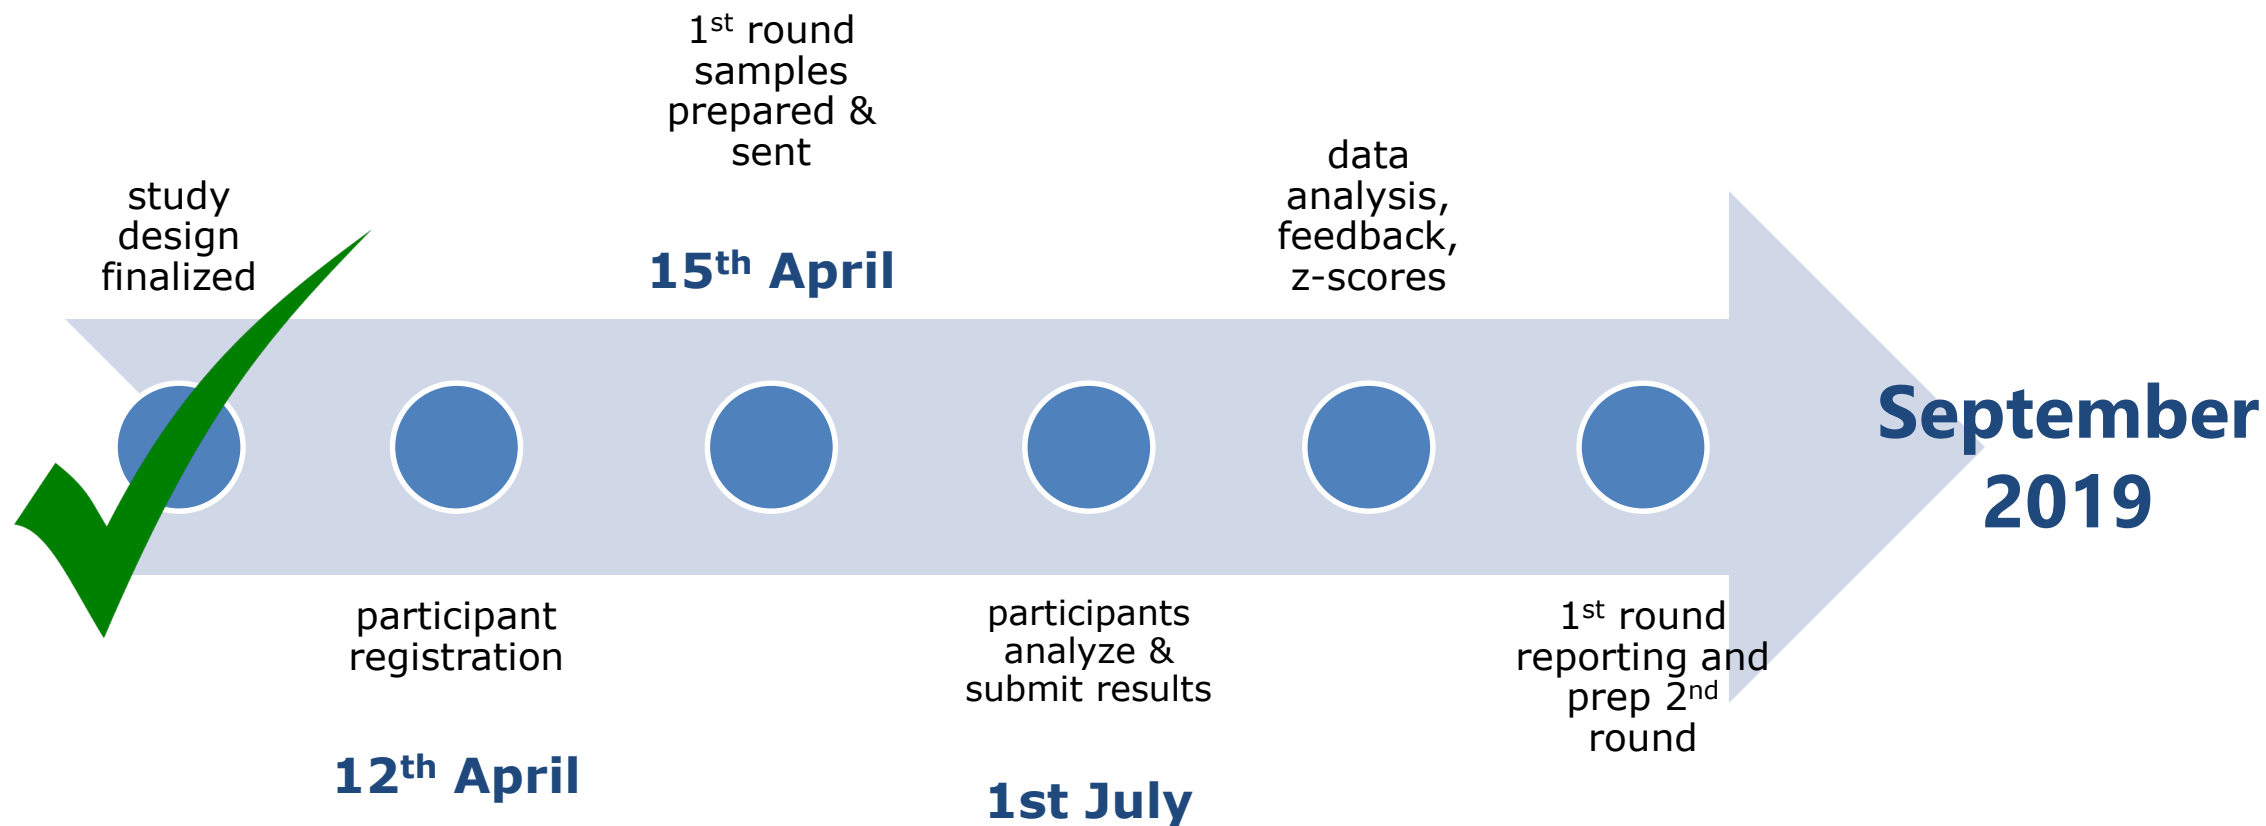 study
design
finalized
participant
registration
12th April
1st round
samples
prepared &
sent
15th April
participants
analyze &
submit results
1st July
data
analysis,
feedback,
z-scores
1st round
reporting and
prep 2nd
round
September
2019